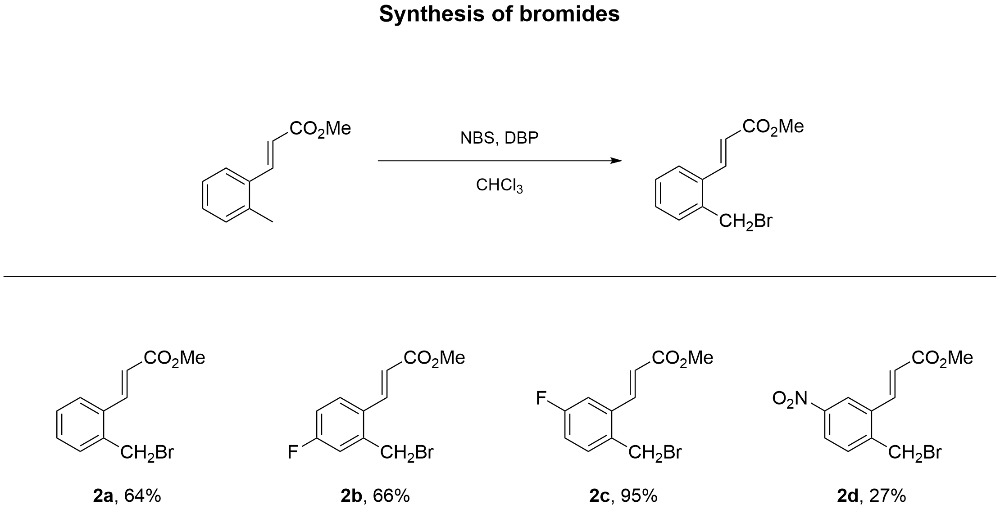 Synthesis of bromides
CO₂Me
NBS, DBP
CHCl₃
CO₂Me
CH₂Br
CO₂Me
CH₂Br
2a, 64%
CO₂Me
F
CH₂Br
2b, 66%
CO₂Me
F
CH₂Br
2c, 95%
CO₂Me
O₂N
CH₂Br
2d, 27%